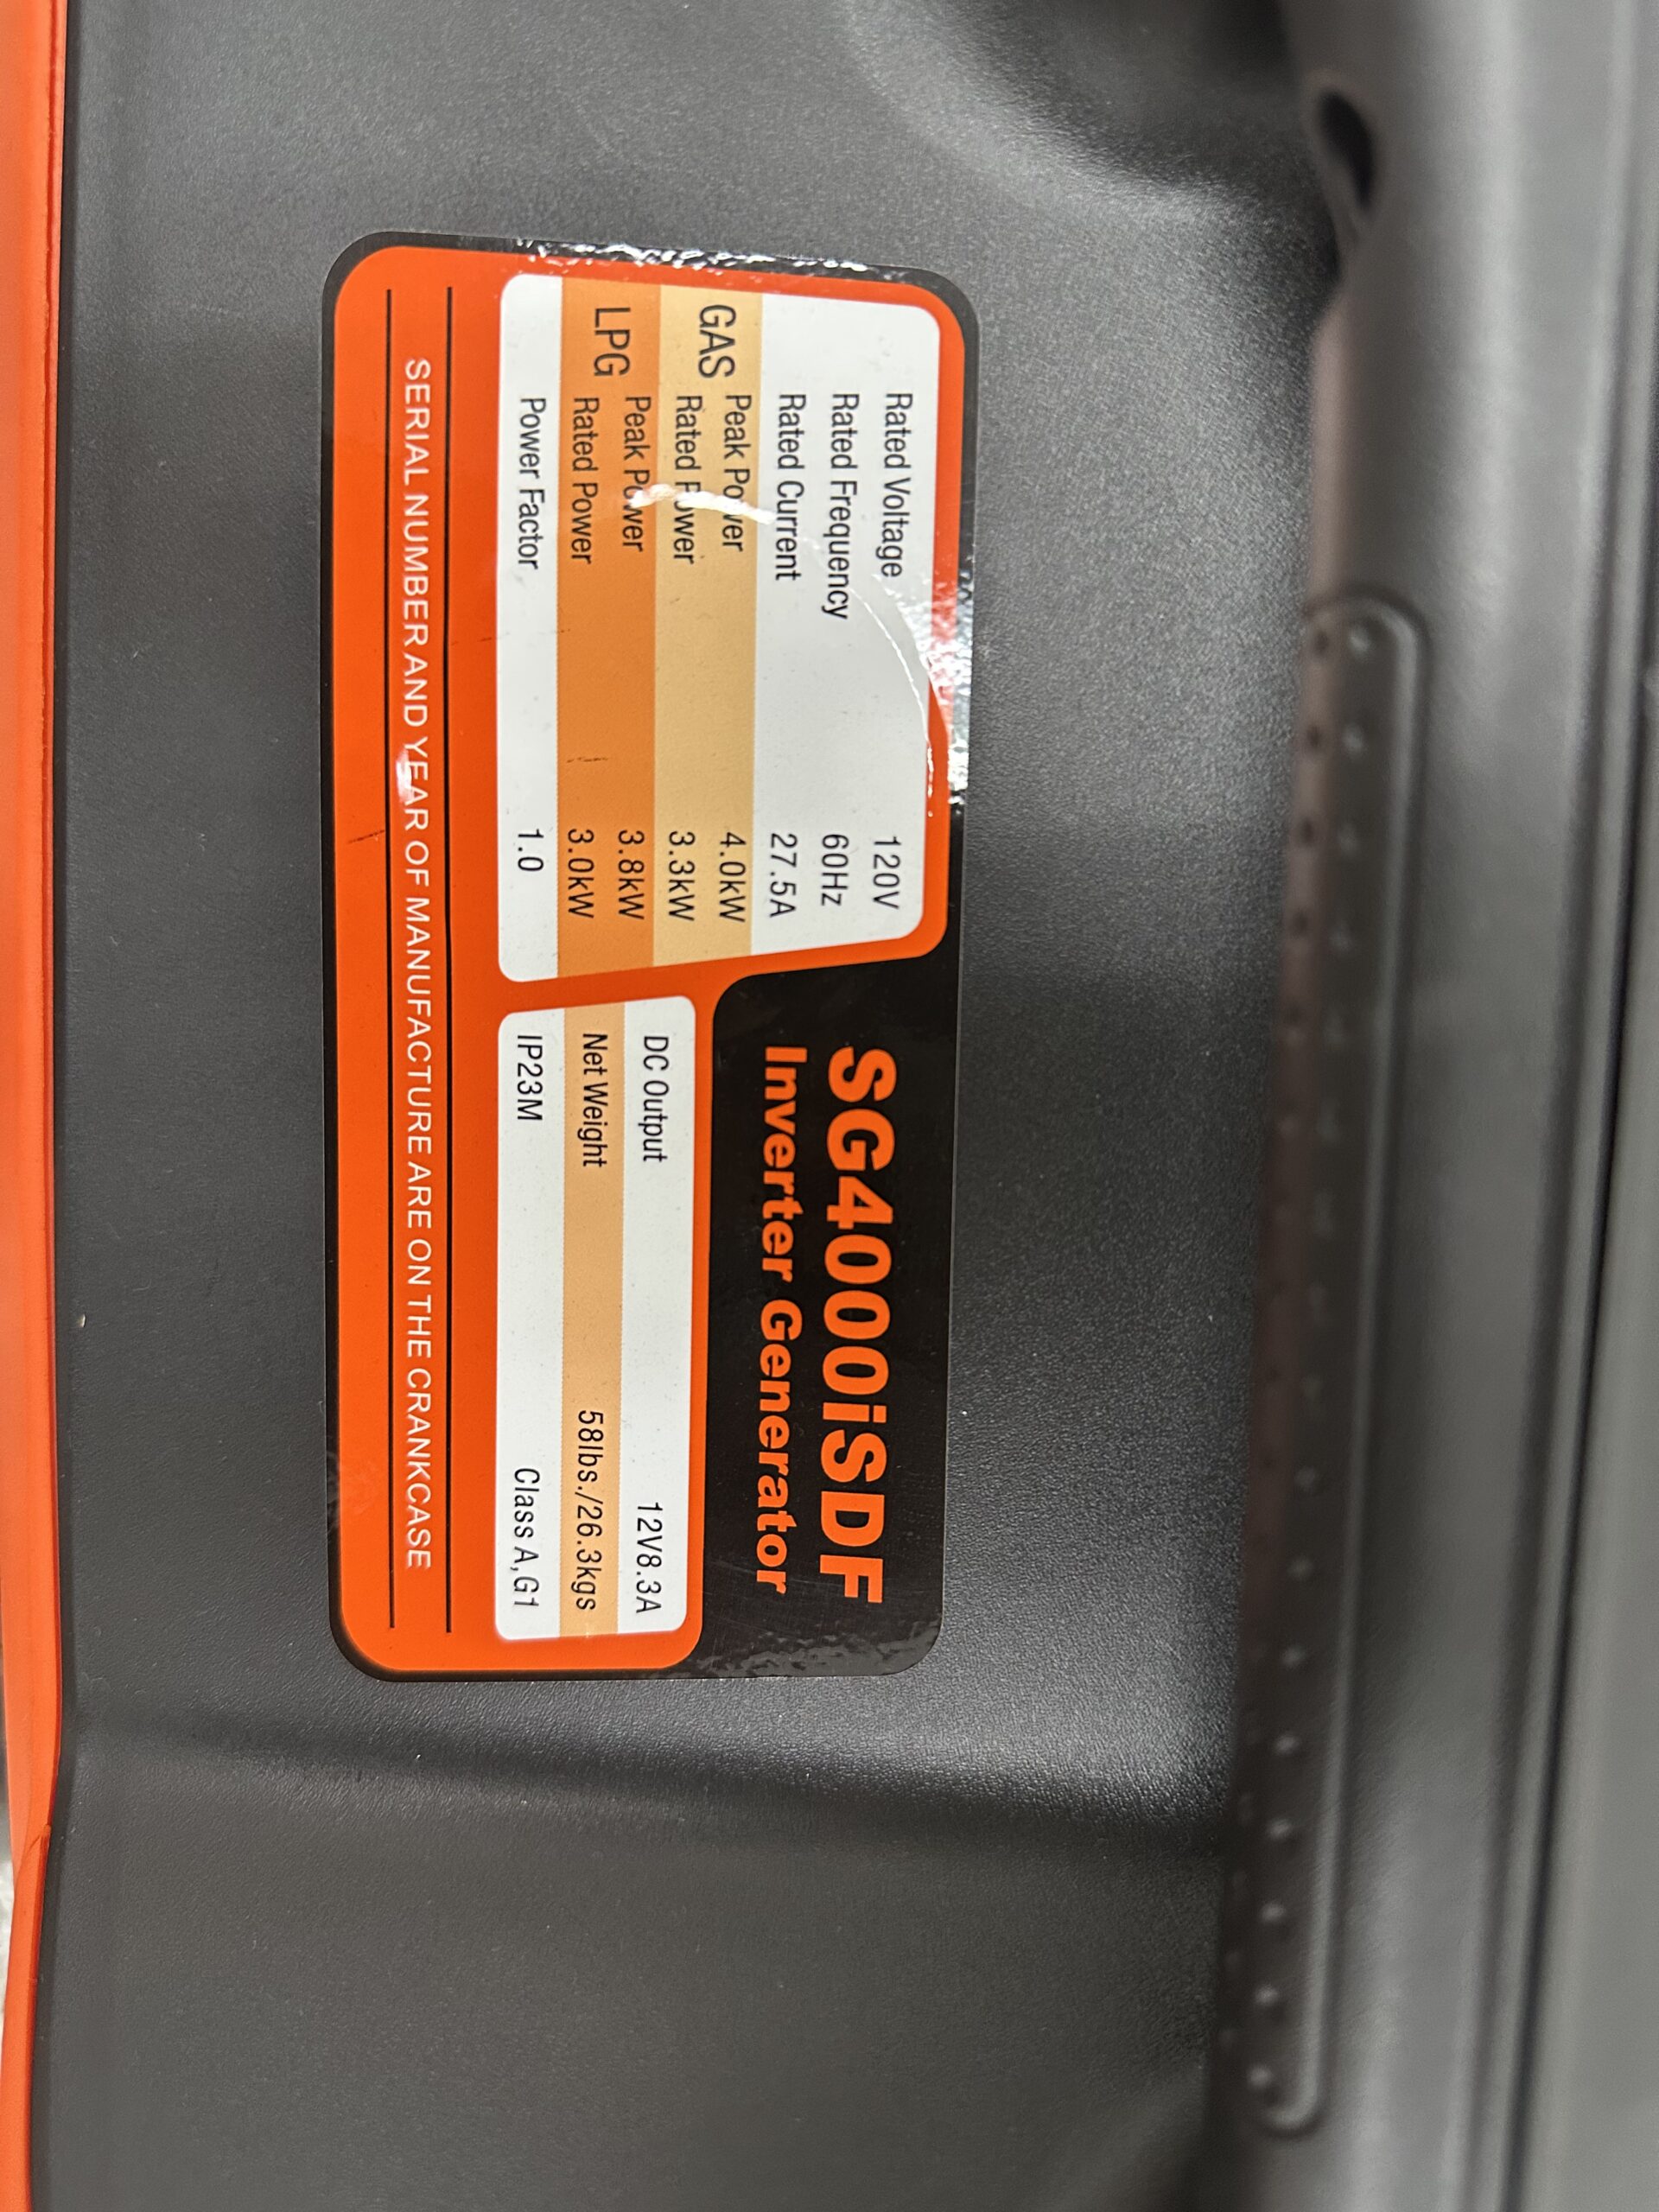 SG4000iSDF
Inverter Generator
Rated Voltage 120V
Rated Frequency 60Hz
Rated Current 27.5A
GAS
Peak Power 4.0kW
Rated Power 3.3kW
LPG
Peak Power 3.8kW
Rated Power 3.0kW
Power Factor 1.0
DC Output 12V8.3A
Net Weight 58lbs./26.3kgs
IP23M Class A,G1
SERIAL NUMBER AND YEAR OF MANUFACTURE ARE ON THE CRANKCASE